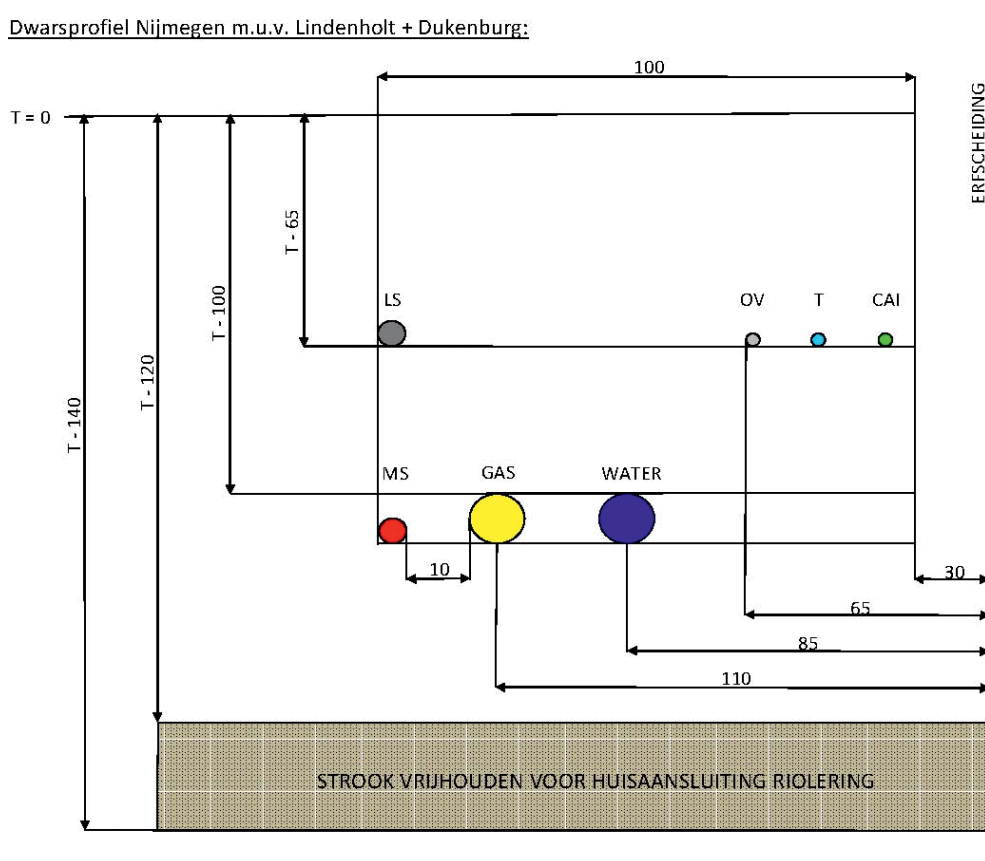 Dwarsprofiel Nijmegen m.u.v. Lindenholt + Dukenburg:
100
T = 0
ERFSCHEIDING
T - 65
T - 100
T - 120
T - 140
LS
OV
T
CAI
MS
GAS
WATER
10
30
65
85
110
STROOK VRIJHOUDEN VOOR HUISAANSLUITING RIOLERING